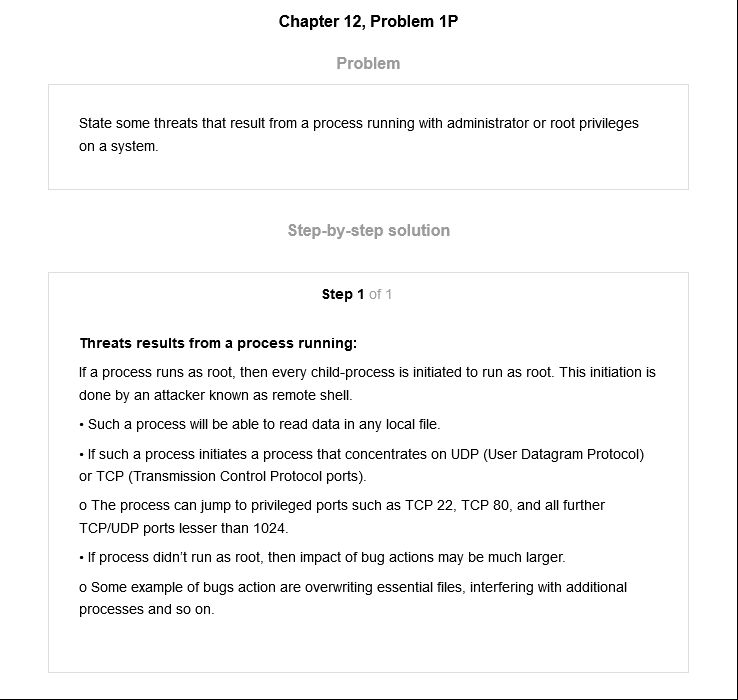 Chapter 12, Problem 1P
Problem
State some threats that result from a process running with administrator or root privileges
on a system.
Step-by-step solution
Step 1 of 1
Threats results from a process running:
If a process runs as root, then every child-process is initiated to run as root. This initiation is
done by an attacker known as remote shell.
• Such a process will be able to read data in any local file.
• If such a process initiates a process that concentrates on UDP (User Datagram Protocol)
or TCP (Transmission Control Protocol ports).
o The process can jump to privileged ports such as TCP 22, TCP 80, and all further
TCP/UDP ports lesser than 1024.
• If process didn’t run as root, then impact of bug actions may be much larger.
o Some example of bugs action are overwriting essential files, interfering with additional
processes and so on.